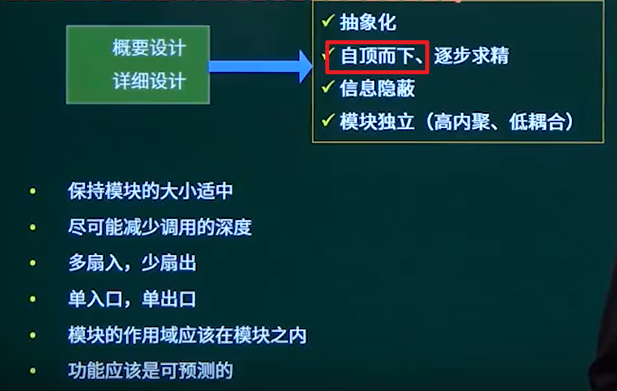 概要设计
详细设计
抽象化
自顶而下、逐步求精
信息隐蔽
模块独立（高内聚、低耦合）
保持模块的大小适中
尽可能减少调用的深度
多扇入，少扇出
单入口，单出口
模块的作用域应该在模块之内
功能应该是可预测的